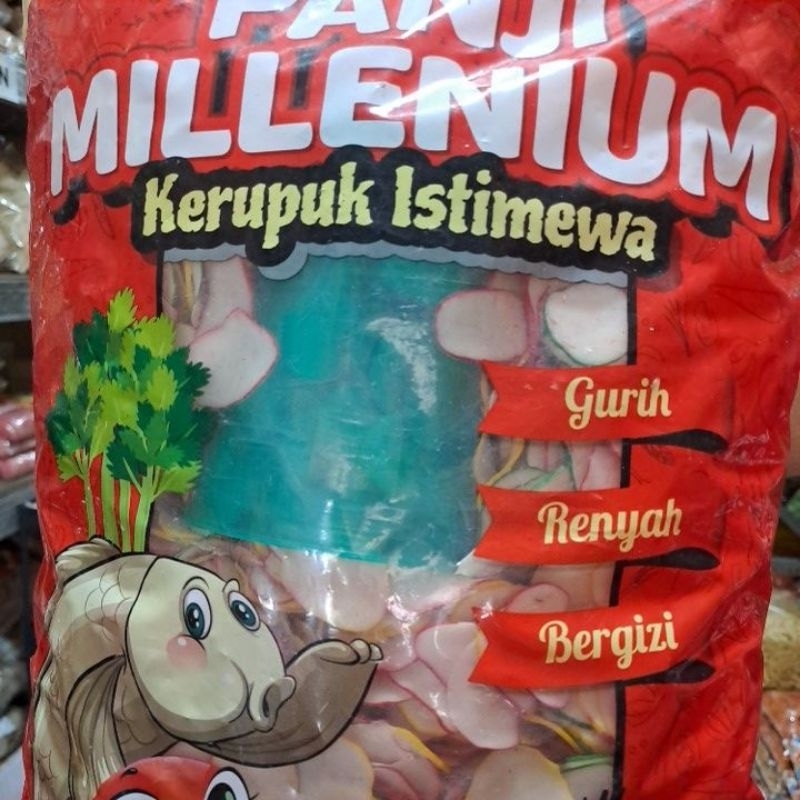 PANJI
MILLENIUM
Kerupuk Istimewa
Gurih
Renyah
Bergizi